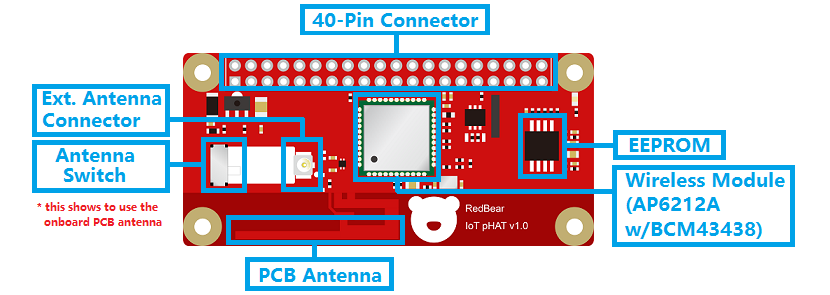 40-Pin Connector
Ext. Antenna
Connector
Antenna
Switch
* this shows to use the
onboard PCB antenna
EEPROM
Wireless Module
(AP6212A
w/BCM43438)
RedBear
IoT pHAT v1.0
PCB Antenna